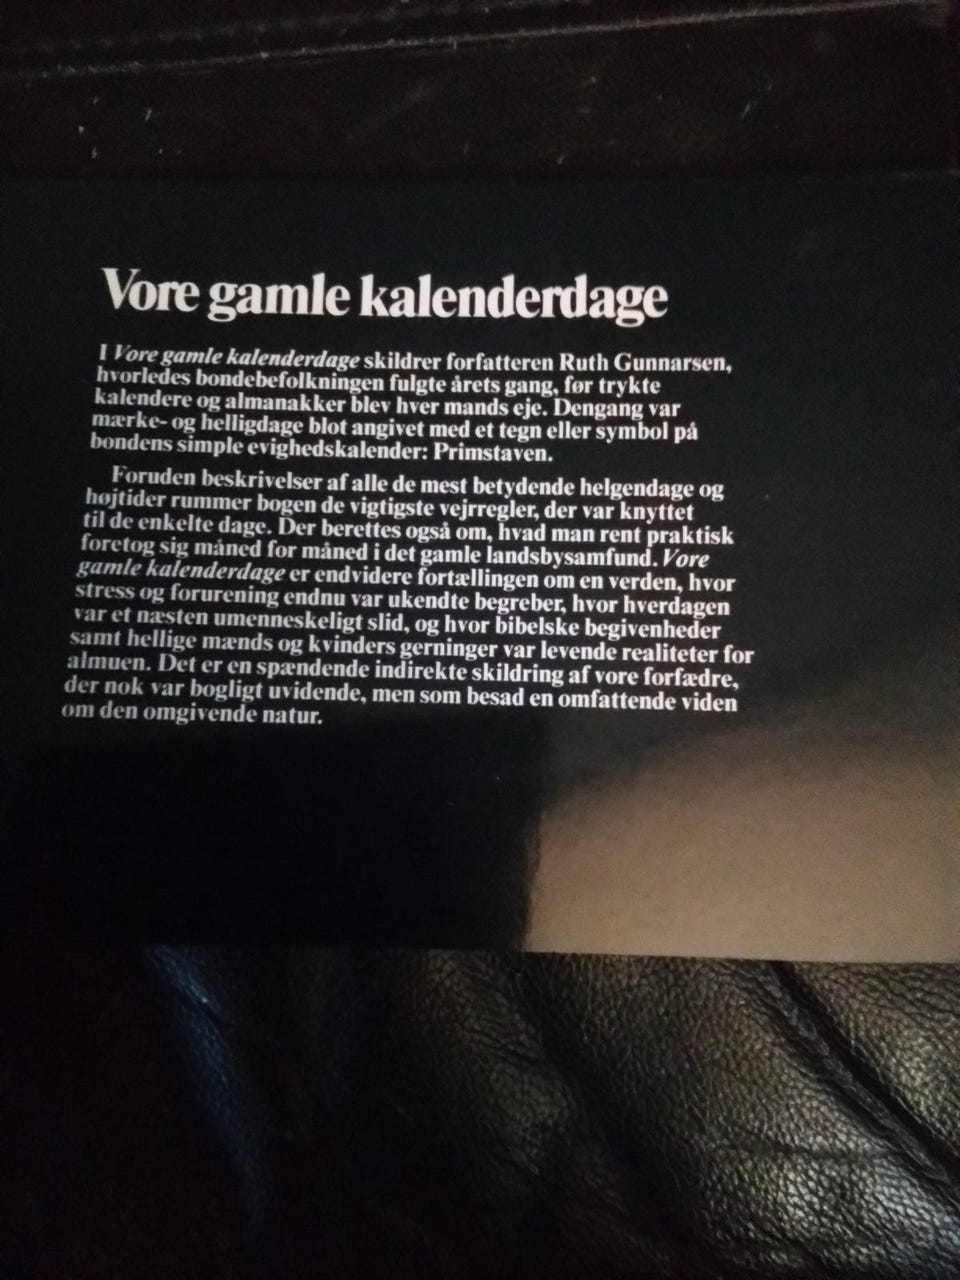 Vore gamle kalenderdage
I Vore gamle kalenderdage skildrer forfatteren Ruth Gunnarsen,
hvorledes bondebefolkningen fulgte årets gang, før trykte
kalendere og almanakker blev hver mands eje. Dengang var
mærke- og helligdage blot angivet med et tegn eller symbol på
bondens simple evighedskalender: Primstaven.
Foruden beskrivelser af alle de mest betydende helgendage og
højtider rummer bogen de vigtigste vejrregler, der var knyttet
til de enkelte dage. Der berettes også om, hvad man rent praktisk
foretog sig måned for måned i det gamle landsbysamfund. Vore
gamle kalenderdage er endvidere fortællingen om en verden, hvor
stress og forurening endnu var ukendte begreber, hvor hverdagen
var et næsten umenneskeligt slid, og hvor bibelske begivenheder
samt hellige mænds og kvinders gerninger var levende realiteter for
almuen. Det er en spændende indirekte skildring af vore forfædre,
der nok var bogligt uvidende, men som besad en omfattende viden
om den omgivende natur.